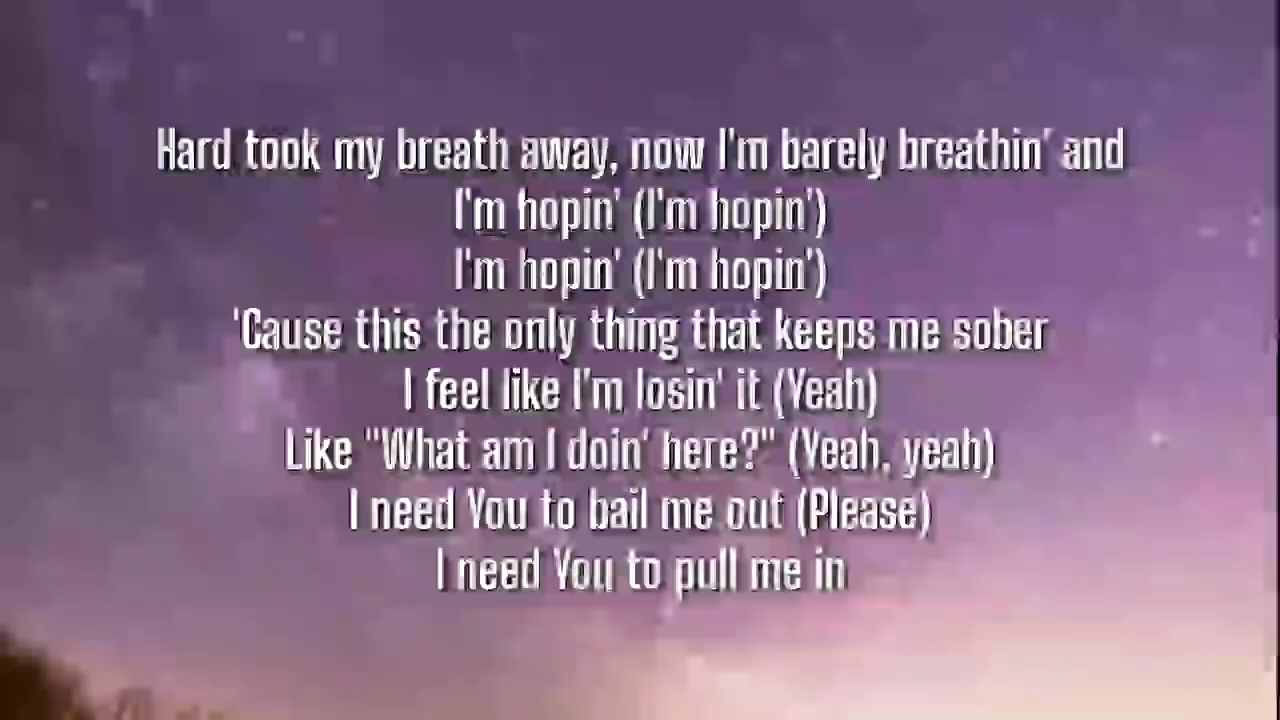 Hard took my breath away, now I'm barely breathin' and
I'm hopin' (I'm hopin')
I'm hopin' (I'm hopin')
'Cause this the only thing that keeps me sober
I feel like I'm losin' it (Yeah)
Like "What am I doin' here?" (Yeah, yeah)
I need You to bail me out (Please)
I need You to pull me in